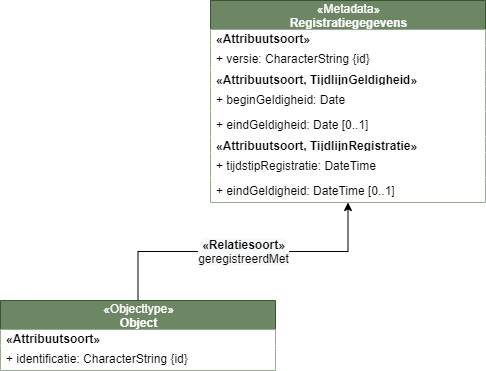 «Metadata»
Registratiegegevens
«Attribuutsoort»
+ versie: CharacterString {id}
«Attribuutsoort, TijdlijnGeldigheid»
+ beginGeldigheid: Date
+ eindGeldigheid: Date [0..1]
«Attribuutsoort, TijdlijnRegistratie»
+ tijdstipRegistratie: DateTime
+ eindGeldigheid: DateTime [0..1]
«Relatiesoort»
geregistreerdMet
«Objecttype»
Object
«Attribuutsoort»
+ identificatie: CharacterString {id}